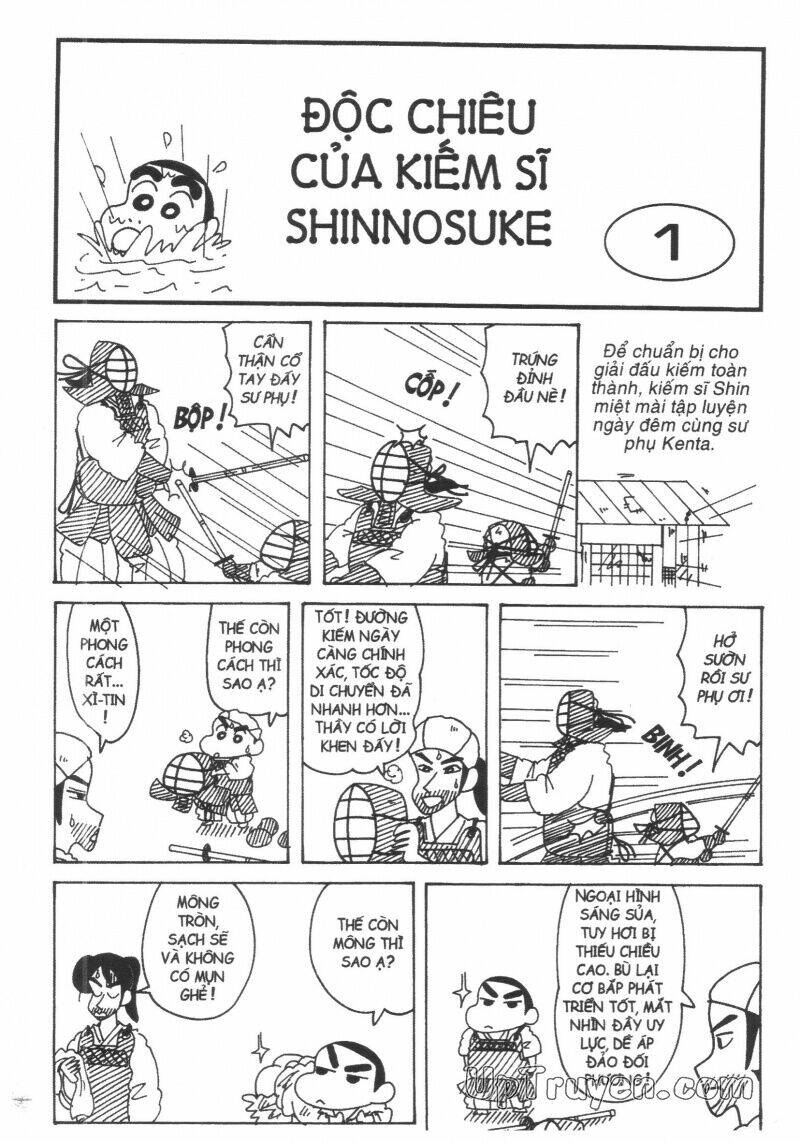 ĐỘC CHIÊU
CỦA KIẾM SĨ
SHINNOSUKE
1
Để chuẩn bị cho
giải đấu kiếm toàn
thành, kiếm sĩ Shin
miệt mài tập luyện
ngày đêm cùng sư
phụ Kenta.
TRÚNG
ĐỈNH
ĐẦU NÈ!
CỐP!
CẨN
THẬN CỔ
TAY ĐẤY
SƯ PHỤ!
BỘP!
HỞ
SƯỜN
RỒI SƯ
PHỤ ƠI!
BINH!
TỐT! ĐƯỜNG
KIẾM NGÀY
CÀNG CHÍNH
XÁC, TỐC ĐỘ
DI CHUYỂN ĐÃ
NHANH HƠN...
THẦY CÓ LỜI
KHEN ĐẤY!
THẾ CÒN
PHONG
CÁCH THÌ
SAO Ạ?
MỘT
PHONG
CÁCH
RẤT...
XÌ-TIN
!
NGOẠI HÌNH
SÁNG SỦA,
TUY HƠI BỊ
THIẾU CHIỀU
CAO. BÙ LẠI
CƠ BẮP PHÁT
TRIỂN TỐT, MẮT
NHÌN ĐẦY UY
LỰC, DỄ ÁP
ĐẢO ĐỐI
PHƯƠNG!
THẾ CÒN
MÔNG THÌ
SAO Ạ?
MÔNG
TRÒN,
SẠCH SẼ
VÀ KHÔNG
CÓ MỤN
GHẺ!
UpTruyen.com